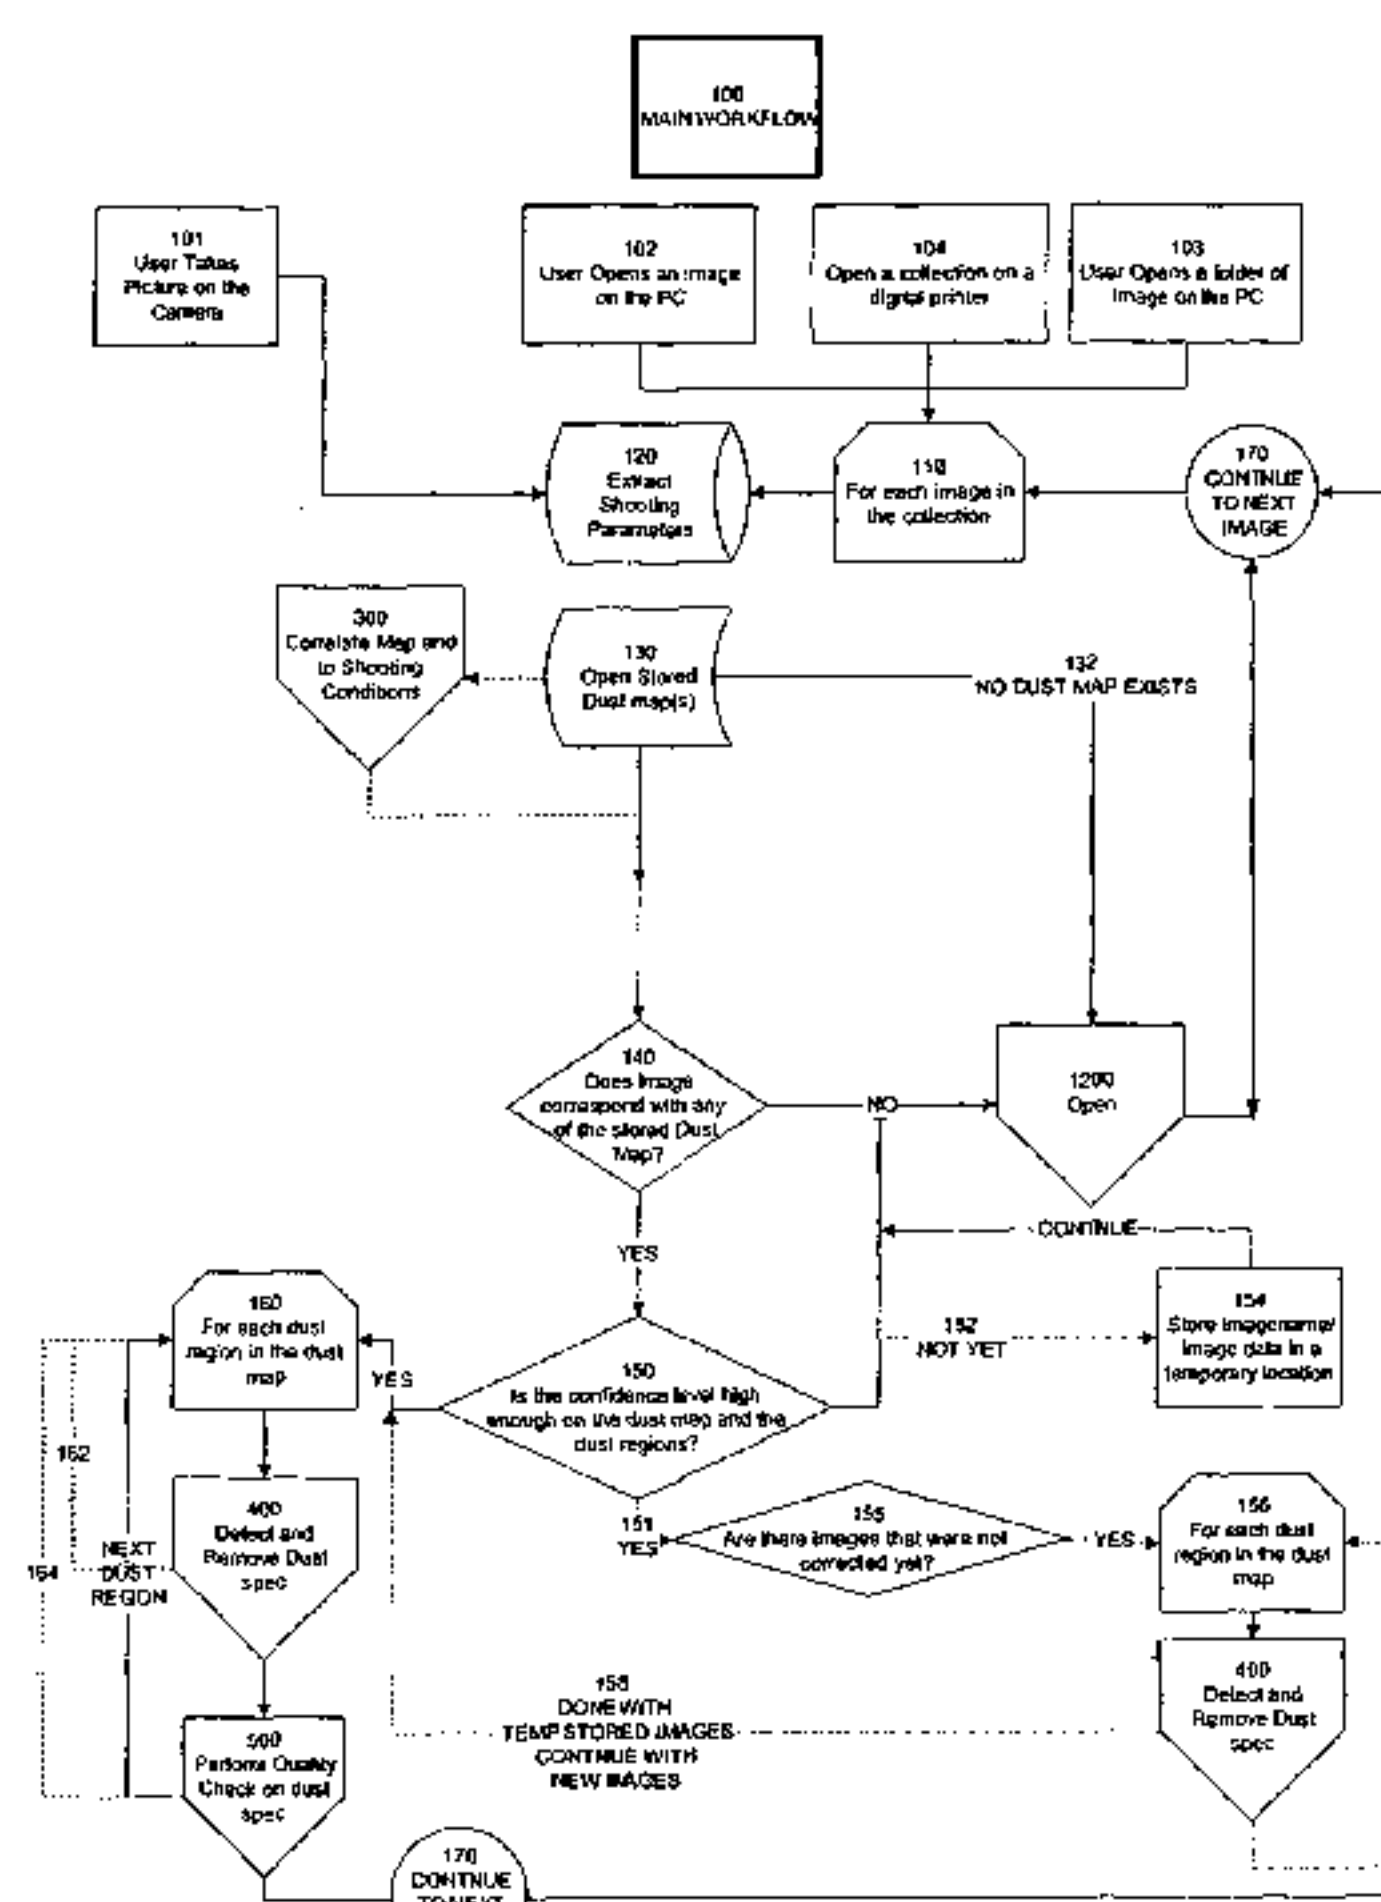 100
MAIN WORKFLOW
101
User Takes
Picture on the
Camera
102
User Opens an image
on the PC
104
Open a collection on a
digital printer
103
User Opens a folder of
Image on the PC
120
Extract
Shooting
Parameters
110
For each image in
the collection
170
CONTINUE
TO NEXT
IMAGE
300
Correlate Map and
to Shooting
Conditions
130
Open Stored
Dust map(s)
132
NO DUST MAP EXISTS
140
Does Image
correspond with any
of the stored Dust
Map?
NO
1200
Open
YES
CONTINUE
160
For each dust
region in the dust
map
YES
150
Is the confidence level high
enough on the dust map and the
dust regions?
152
NOT YET
154
Store Imagename/
Image data in a
temporary location
162
164
NEXT
DUST
REGION
400
Detect and
Remove Dust
spec
151
YES
155
Are there images that were not
corrected yet?
YES
156
For each dust
region in the dust
map
400
Detect and
Remove Dust
spec
158
DONE WITH
TEMP STORED IMAGES
CONTINUE WITH
NEW IMAGES
500
Perform Quality
Check on dust
spec
170
CONTINUE
TO NEXT